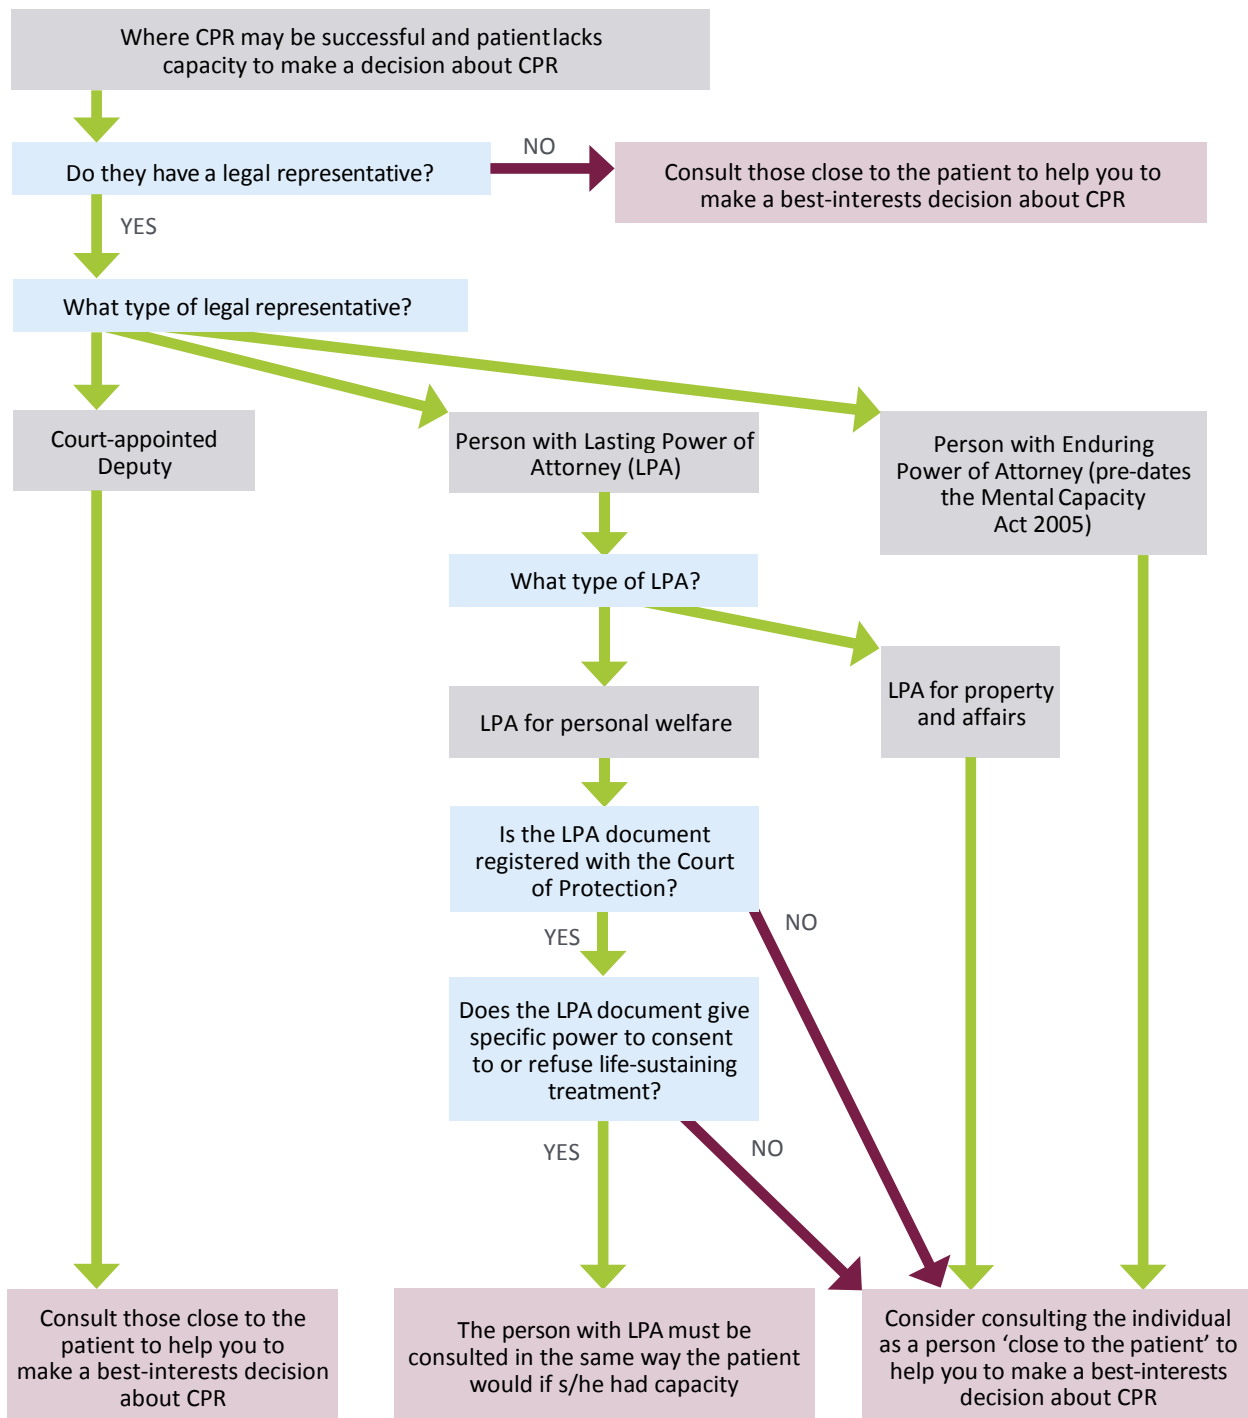 Where CPR may be successful and patient lacks
capacity to make a decision about CPR
Do they have a legal representative?
NO
Consult those close to the patient to help you to
make a best-interests decision about CPR
YES
What type of legal representative?
Court-appointed
Deputy
Person with Lasting Power of
Attorney (LPA)
Person with Enduring
Power of Attorney (pre-dates
the Mental Capacity
Act 2005)
What type of LPA?
LPA for personal welfare
LPA for property
and affairs
Is the LPA document
registered with the Court
of Protection?
YES
NO
Does the LPA document give
specific power to consent
to or refuse life-sustaining
treatment?
YES
NO
Consult those close to the
patient to help you to
make a best-interests decision
about CPR
The person with LPA must be
consulted in the same way the patient
would if s/he had capacity
Consider consulting the individual
as a person ‘close to the patient’ to
help you to make a best-interests
decision about CPR